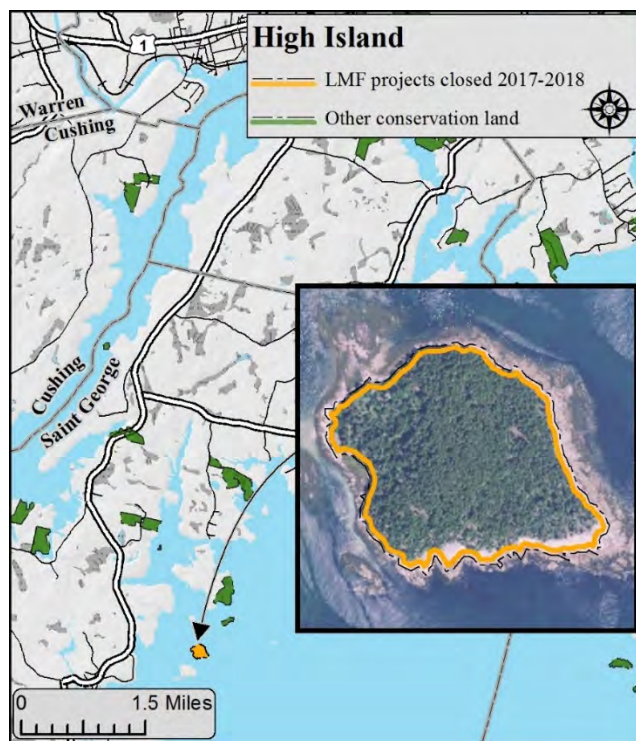 High Island
LMF projects closed 2017-2018
Other conservation land
1
Warren
Cushing
Cushing
Saint George
0 1.5 Miles